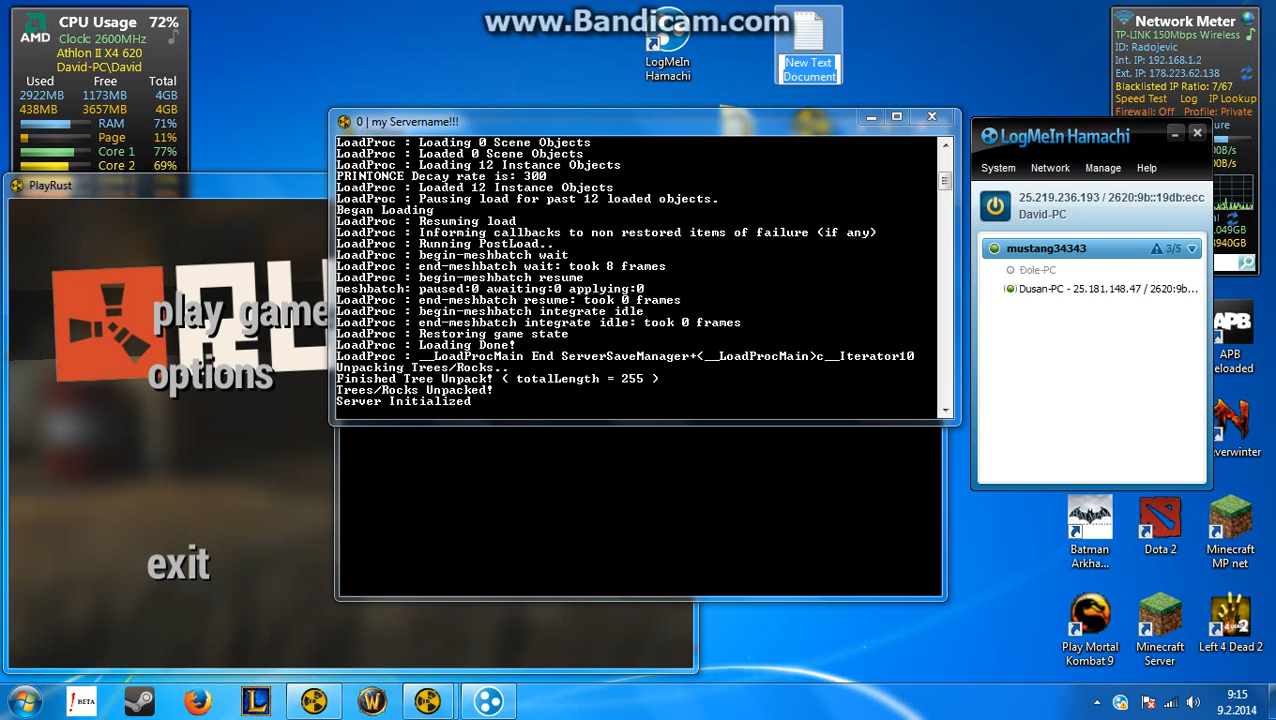 www.Bandicam.com
AMD
CPU Usage 72%
Clock: 2600MHz
Athlon II X4 620
David-PC\David
Used Free Total
2922MB 1173MB 4GB
438MB 3657MB 4GB
RAM 71%
Page 11%
Core 1 77%
Core 2 69%
LogMeIn
Hamachi
New Text
Document
Network Meter
TP-LINK 150Mbps Wireless
ID: Radojevic
Int. IP: 192.168.1.2
Ext. IP: 178.223.62.138
Blacklisted IP Ratio: 7/67
Speed Test Log IP Lookup
Firewall: Off Profile: Private
PlayRust
play game
options
exit
0 | my Servername!!!
LoadProc : Loading 0 Scene Objects
LoadProc : Loaded 0 Scene Objects
LoadProc : Loading 12 Instance Objects
PRINTONCE Decay rate is: 300
LoadProc : Loaded 12 Instance Objects
LoadProc : Pausing load for past 12 loaded objects.
Began Loading
LoadProc : Resuming load
LoadProc : Informing callbacks to non restored items of failure (if any)
LoadProc : Running PostLoad..
LoadProc : begin-meshbatch wait
LoadProc : end-meshbatch wait: took 8 frames
LoadProc : begin-meshbatch resume
meshbatch: paused:0 awaiting:0 applying:0
LoadProc : end-meshbatch resume: took 0 frames
LoadProc : begin-meshbatch integrate idle
LoadProc : end-meshbatch integrate idle: took 0 frames
LoadProc : Restoring game state
LoadProc : Loading Done!
LoadProc : __LoadProcMain End ServerSaveManager+<__LoadProcMain>c__Iterator10
Unpacking Trees/Rocks..
Finished Tree Unpack! ( totalLength = 255 )
Trees/Rocks Unpacked!
Server Initialized
LogMeIn Hamachi
System Network Manage Help
25.219.236.193 / 2620:9b::19db:ecc
David-PC
mustang34343 3/5
Đole-PC
Dusan-PC - 25.181.148.47 / 2620:9b...
APB
eloaded
everwinter
Batman
Arkha...
Dota 2
Minecraft
MP net
Play Mortal
Kombat 9
Minecraft
Server
Left 4 Dead 2
9:15
9.2.2014